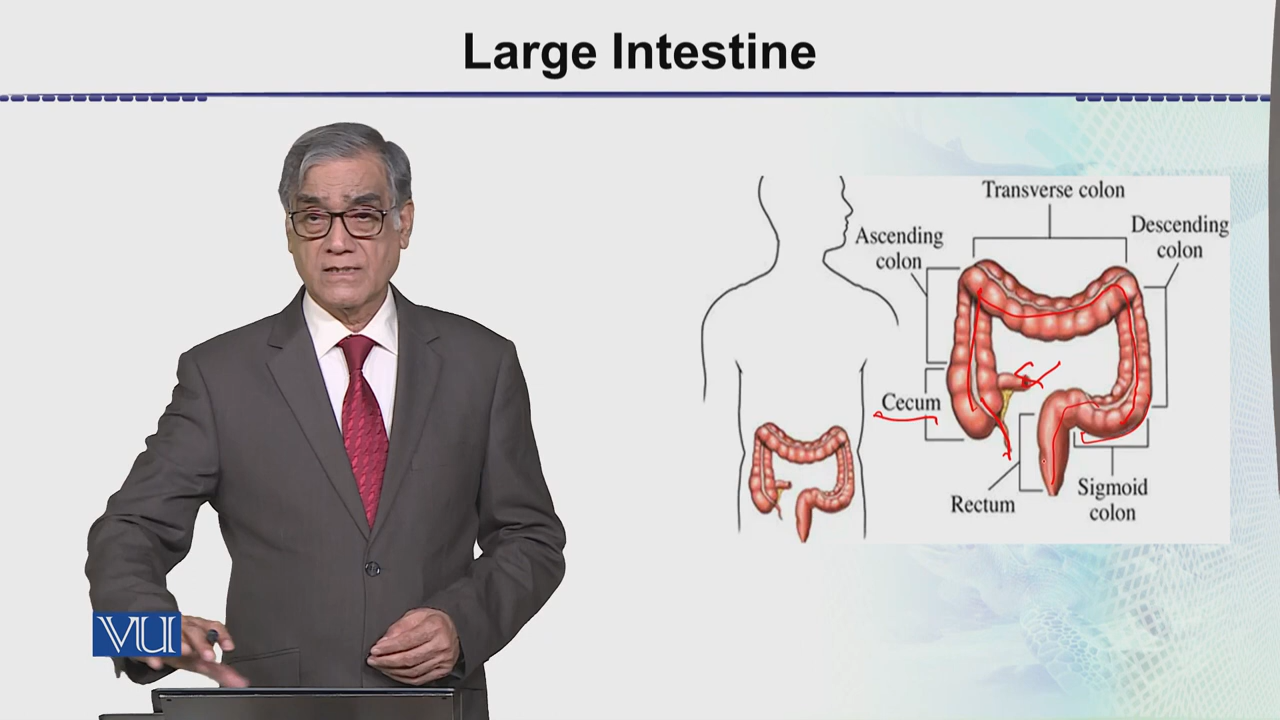 Large Intestine
Transverse colon
Ascending
colon
Descending
colon
Cecum
Rectum
Sigmoid
colon
VU